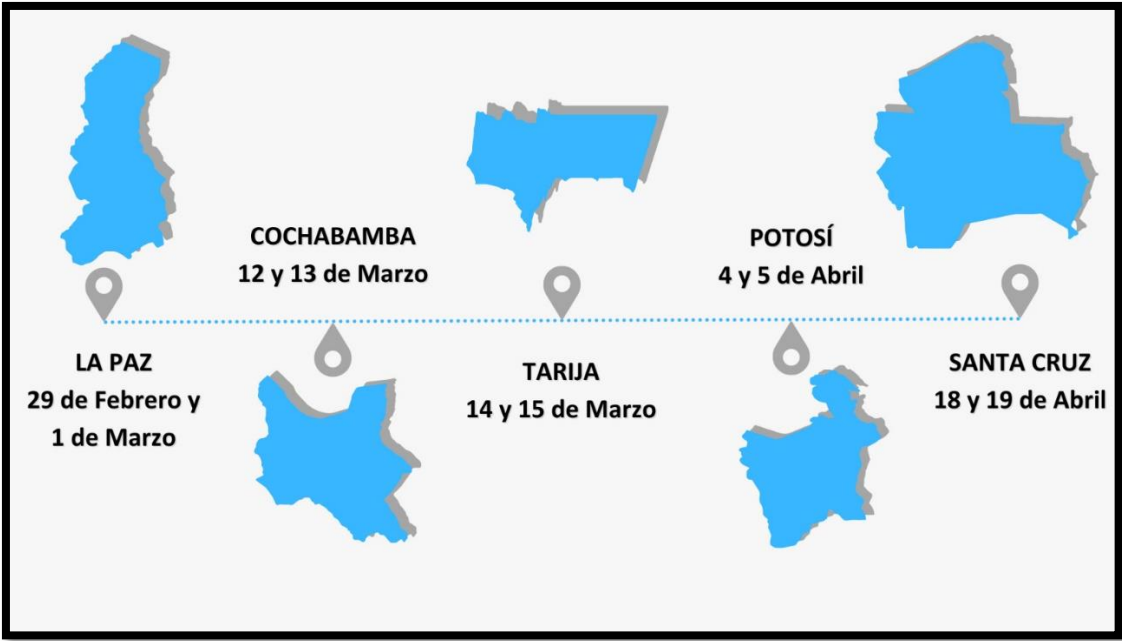 LA PAZ
29 de Febrero y
1 de Marzo
COCHABAMBA
12 y 13 de Marzo
TARIJA
14 y 15 de Marzo
POTOSÍ
4 y 5 de Abril
SANTA CRUZ
18 y 19 de Abril